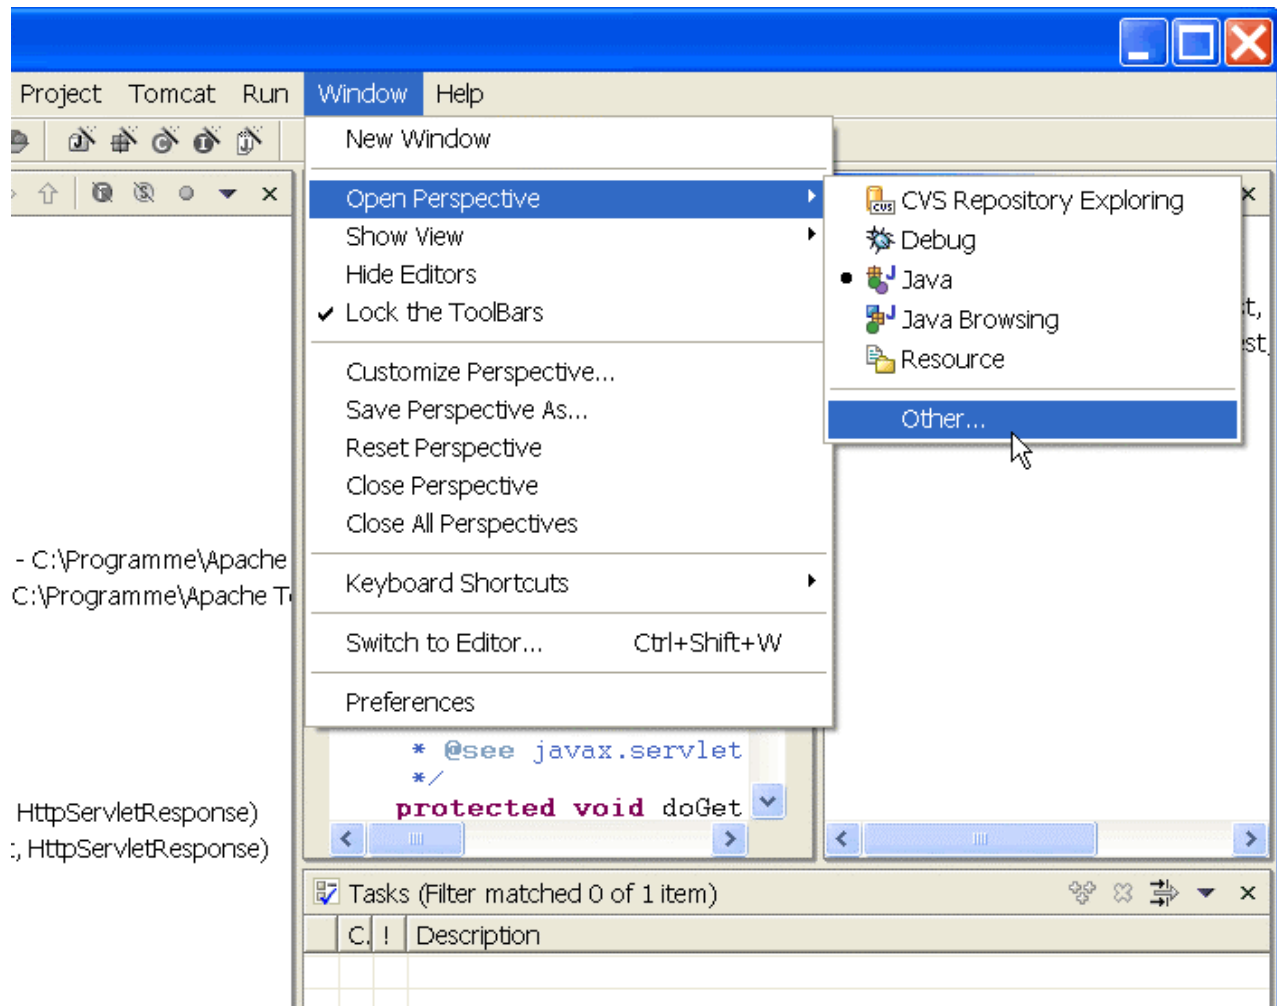 Project Tomcat Run Window Help
New Window
Open Perspective
Show View
Hide Editors
Lock the ToolBars
Customize Perspective...
Save Perspective As...
Reset Perspective
Close Perspective
Close All Perspectives
Keyboard Shortcuts
Switch to Editor... Ctrl+Shift+W
Preferences
CVS Repository Exploring
Debug
Java
Java Browsing
Resource
Other...
- C:\Programme\Apache
C:\Programme\Apache
HttpServletResponse)
, HttpServletResponse)
* @see javax.servlet
*/
protected void doGet
Tasks (Filter matched 0 of 1 item)
C. ! Description